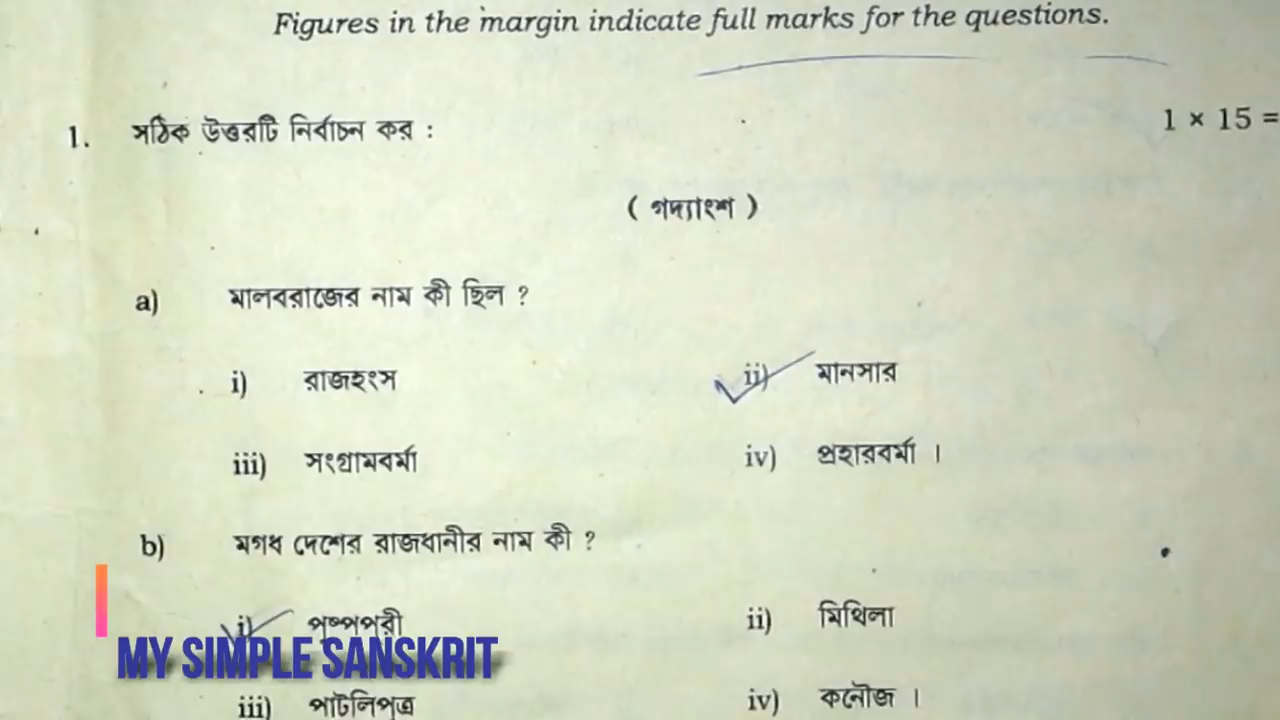 Figures in the margin indicate full marks for the questions.
1. সঠিক উত্তরটি নির্বাচন কর : 1 × 15 =
( গদ্যাংশ )
a) মালবরাজের নাম কী ছিল ?
i) রাজহংস ii) মানসার
iii) সংগ্রামবর্মা iv) প্রহারবর্মা ।
b) মগধ দেশের রাজধানীর নাম কী ?
i) পুষ্পপুরী ii) মিথিলা
MY SIMPLE SANSKRIT
iii) পাটলিপুত্র iv) কনৌজ ।